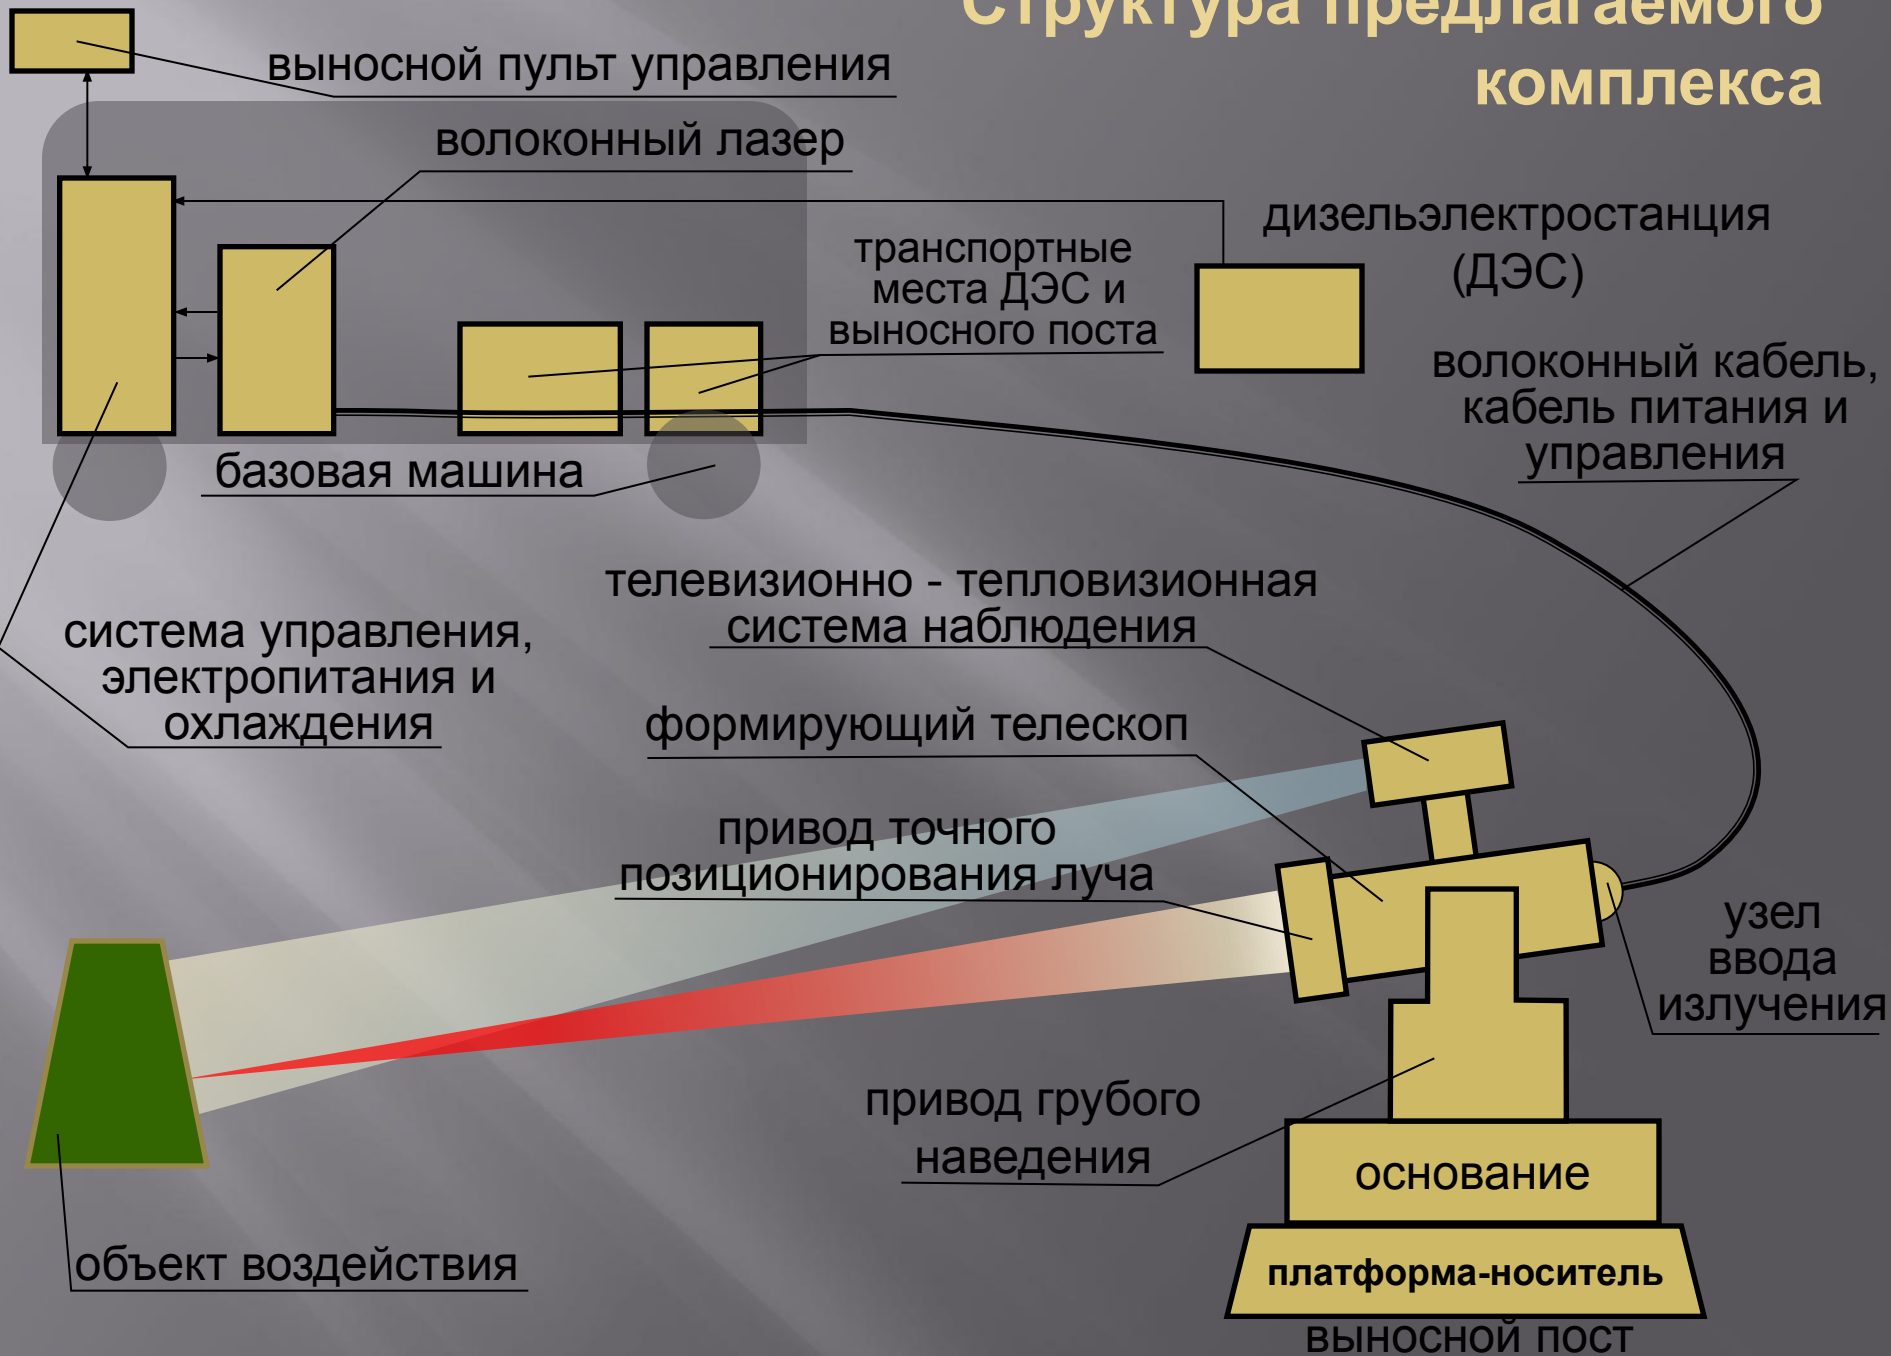 Структура предлагаемого
комплекса
выносной пульт управления
волоконный лазер
дизельэлектростанция
(ДЭС)
транспортные
места ДЭС и
выносного поста
волоконный кабель,
кабель питания и
управления
базовая машина
телевизионно - тепловизионная
система наблюдения
система управления,
электропитания и
охлаждения
формирующий телескоп
привод точного
позиционирования луча
узел
ввода
излучения
привод грубого
наведения
основание
объект воздействия
платформа-носитель
выносной пост